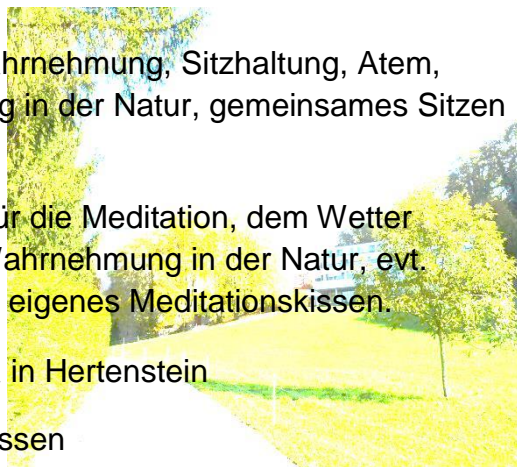 hrnehmung, Sitzhaltung, Atem,
g in der Natur, gemeinsames Sitzen
ür die Meditation, dem Wetter
Wahrnehmung in der Natur, evt.
eigenes Meditationskissen.
in Hertenstein
ssen